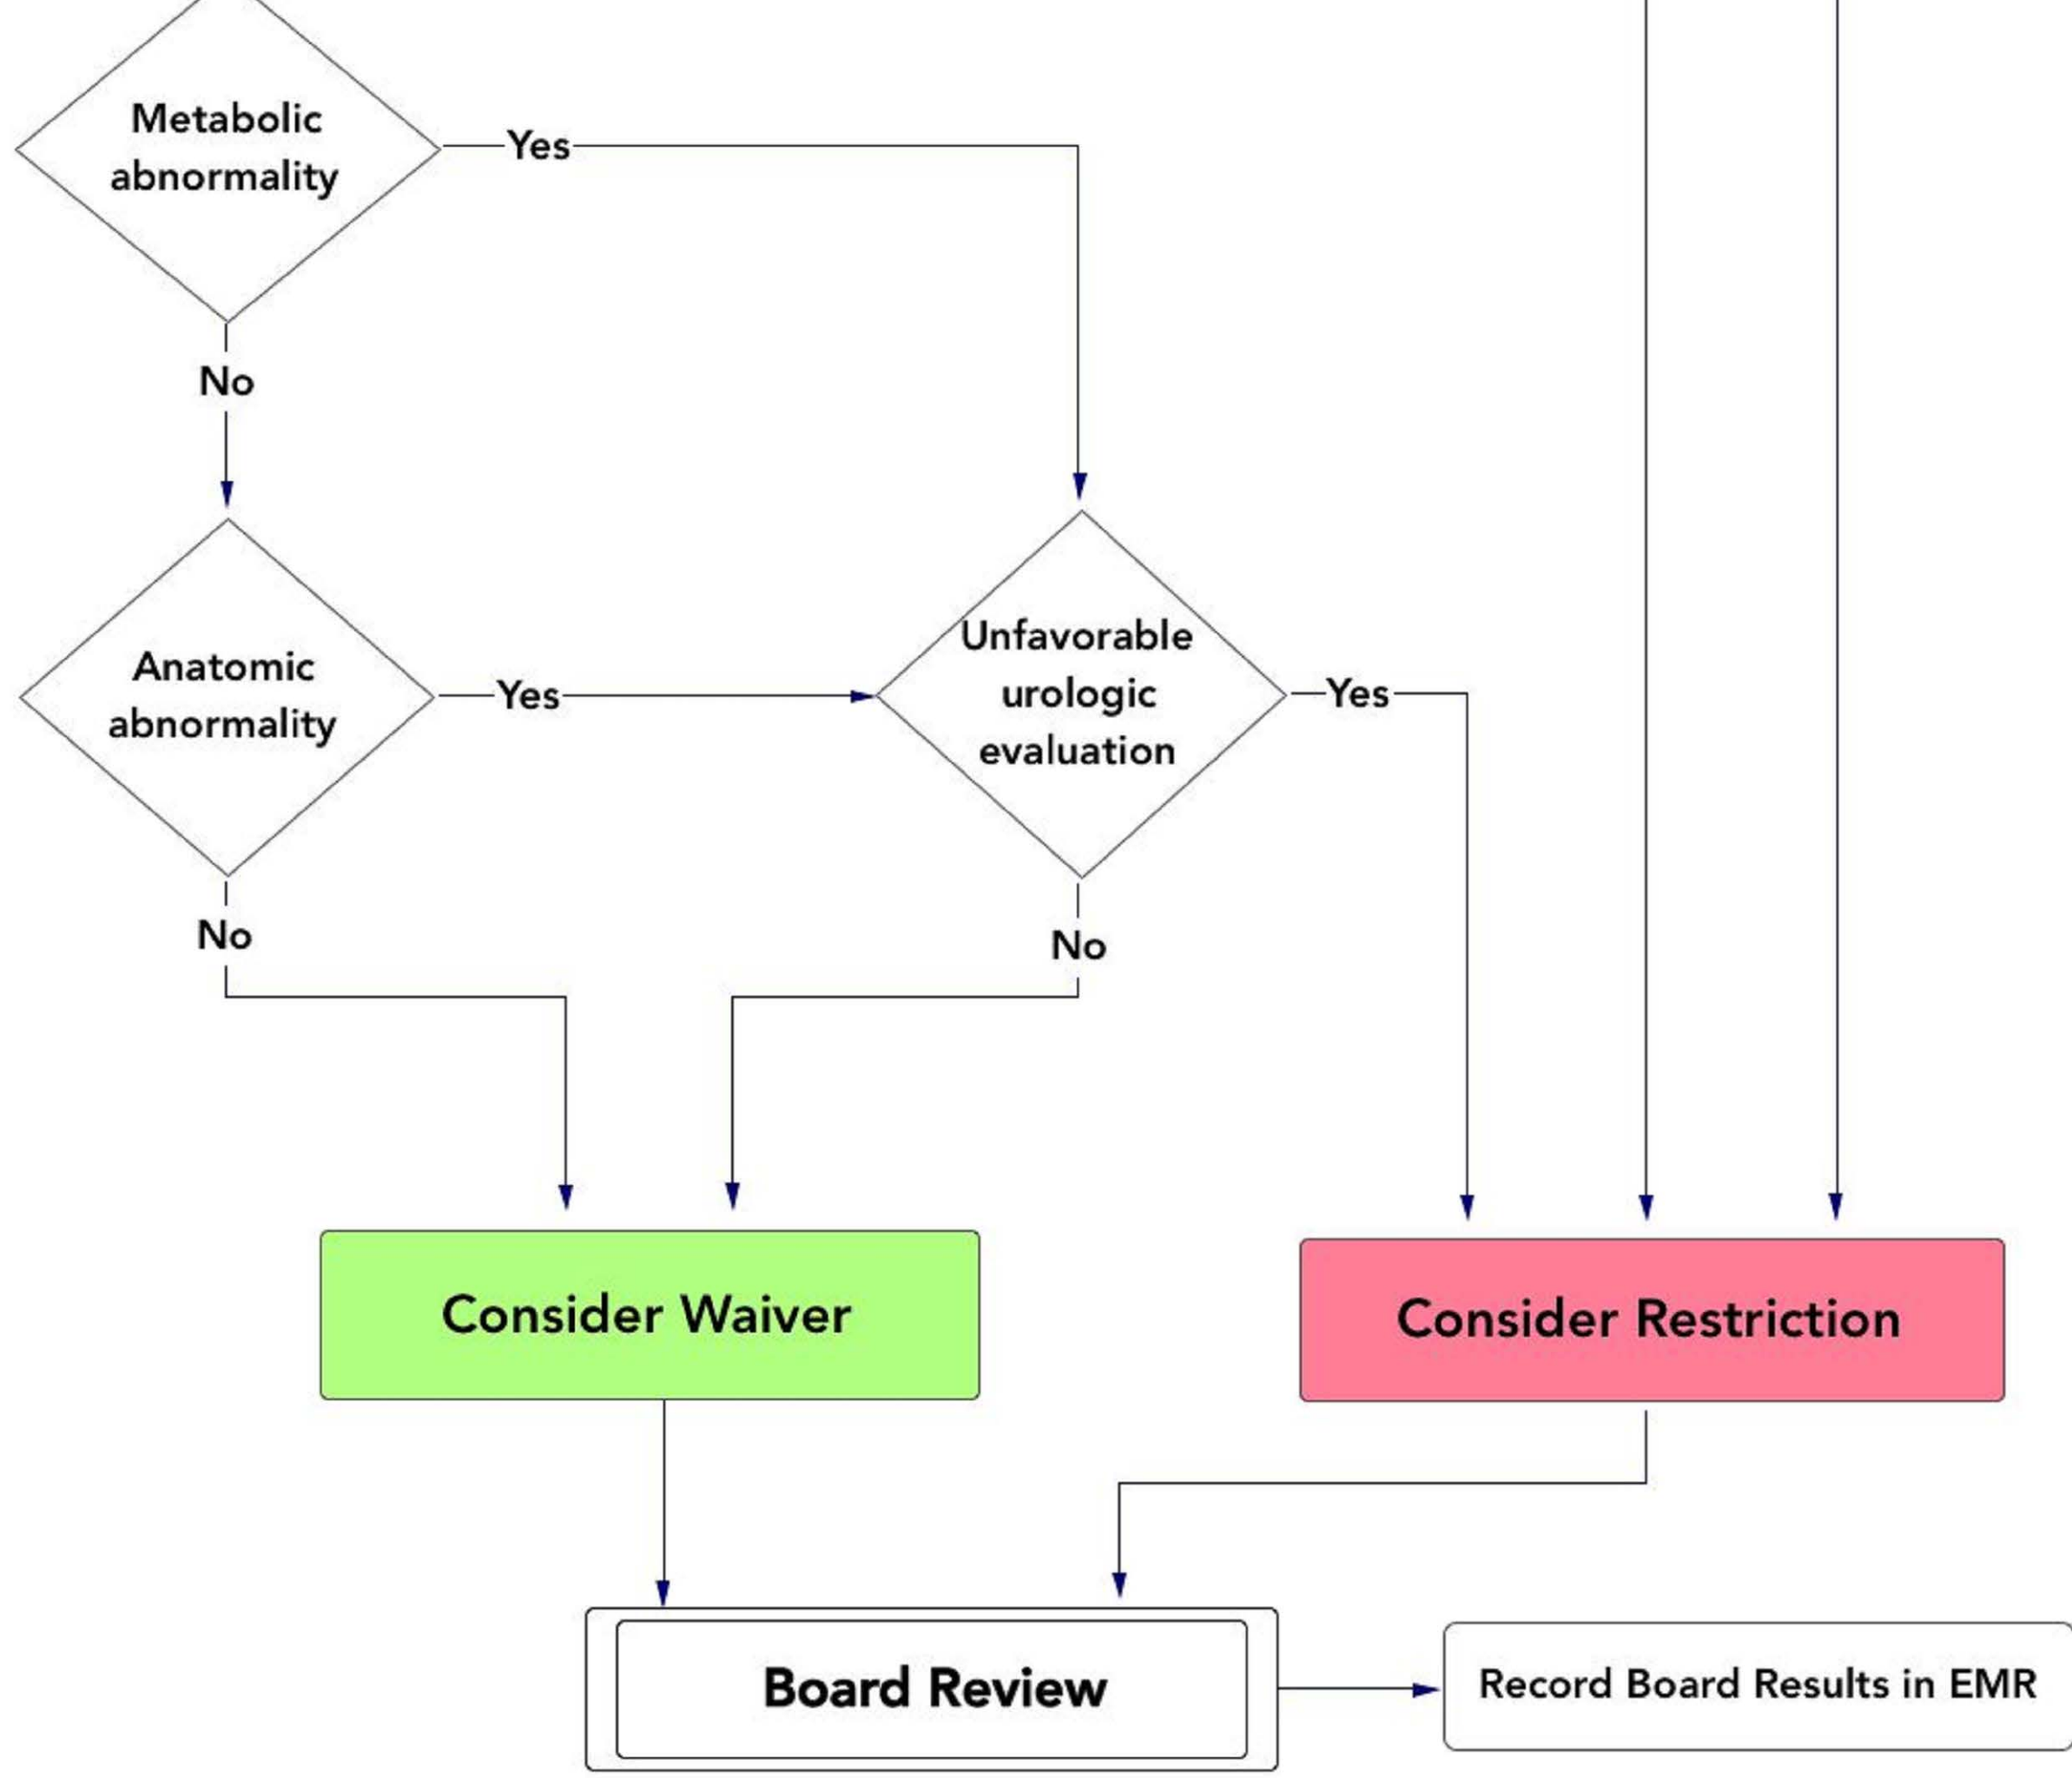 Metabolic
abnormality
Yes
No
Anatomic
abnormality
Yes
Unfavorable
urologic
evaluation
Yes
No
No
Consider Waiver
Consider Restriction
Board Review
Record Board Results in EMR